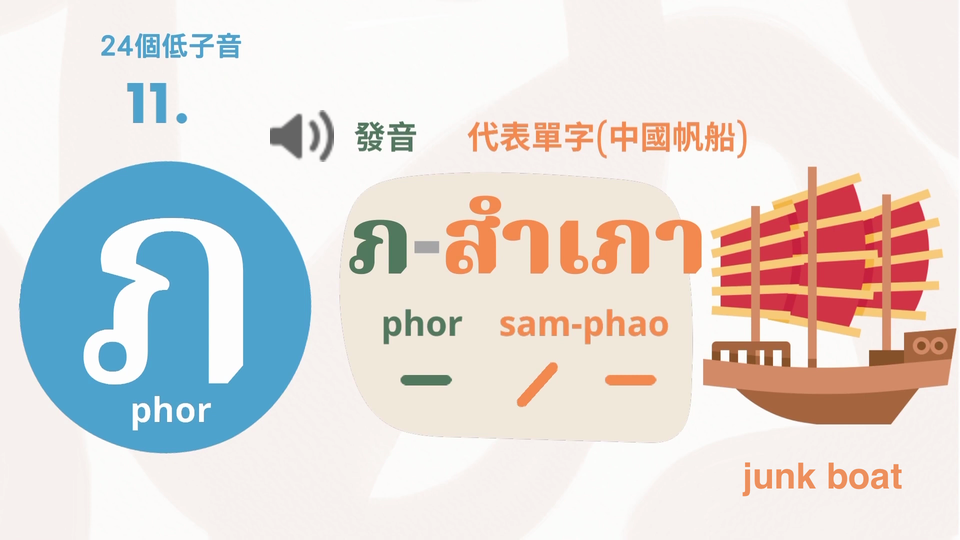 24個低子音
11.
發音
代表單字(中國帆船)
ภ
phor
ภ-สำเภา
phor sam-phao
junk boat